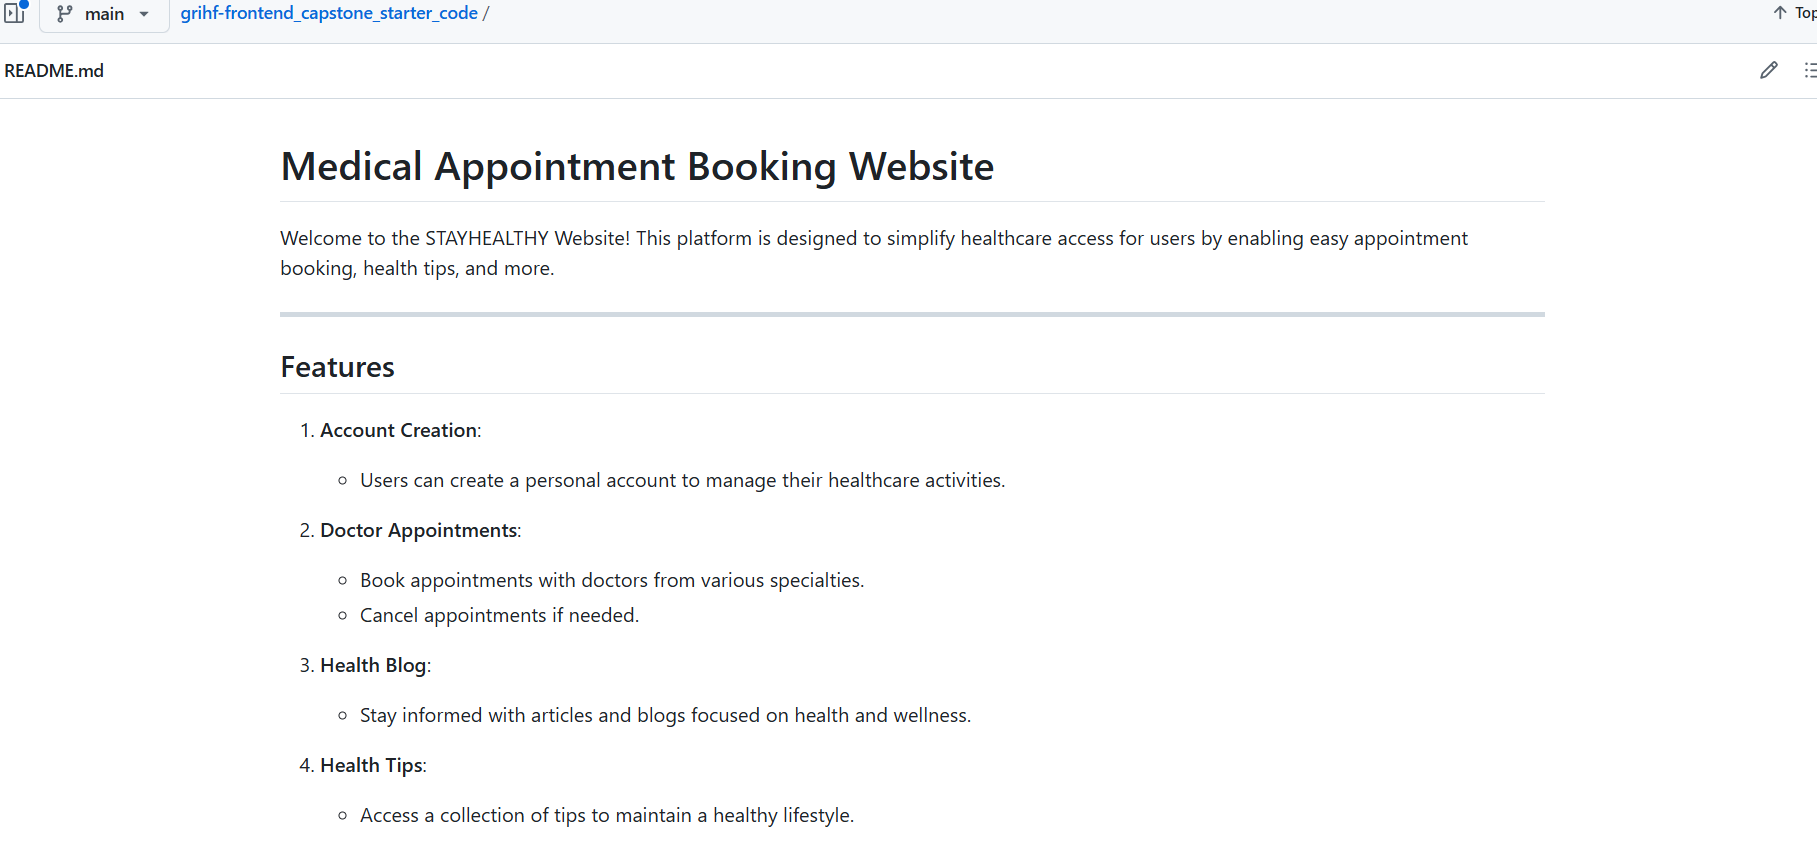 main
grihf-frontend_capstone_starter_code /
Top
README.md
Medical Appointment Booking Website
Welcome to the STAYHEALTHY Website! This platform is designed to simplify healthcare access for users by enabling easy appointment
booking, health tips, and more.
Features
1. Account Creation:
Users can create a personal account to manage their healthcare activities.
2. Doctor Appointments:
Book appointments with doctors from various specialties.
Cancel appointments if needed.
3. Health Blog:
Stay informed with articles and blogs focused on health and wellness.
4. Health Tips:
Access a collection of tips to maintain a healthy lifestyle.